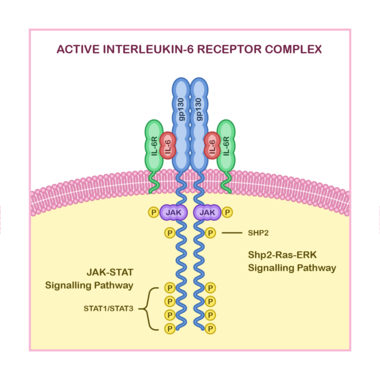 ACTIVE INTERLEUKIN-6 RECEPTOR COMPLEX
gp130
gp130
IL-6R
IL-6
IL-6
IL-6R
P
JAK
JAK
P
P
P
SHP2
Shp2-Ras-ERK
Signalling Pathway
JAK-STAT
Signalling Pathway
STAT1/STAT3
P
P
P
P
P
P
P
P